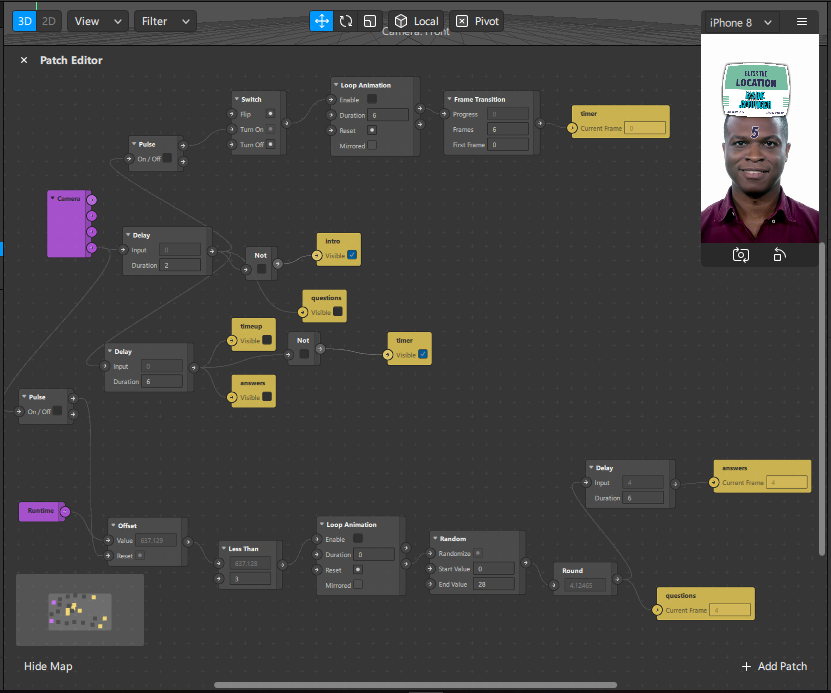 3D 2D View Filter Local Pivot iPhone 8
Camera: Front
Patch Editor
GUESS THE
LOCATION
5
Switch
Flip
Turn On
Turn Off
Loop Animation
Enable
Duration 6
Reset
Mirrored
Frame Transition
Progress 0
Frames 6
First Frame 0
timer
Current Frame 0
Pulse
On / Off
Camera
Delay
Input 0
Duration 2
Not
intro
Visible
questions
Visible
timeup
Visible
Not
timer
Visible
Delay
Input 0
Duration 6
answers
Visible
Pulse
On / Off
Runtime
Offset
Value 637.129
Reset
Less Than
637.129
3
Loop Animation
Enable
Duration 0
Reset
Mirrored
Random
Randomize
Start Value 0
End Value 28
Round
4.12465
Delay
Input 4
Duration 6
answers
Current Frame 4
questions
Current Frame 4
Hide Map
Add Patch